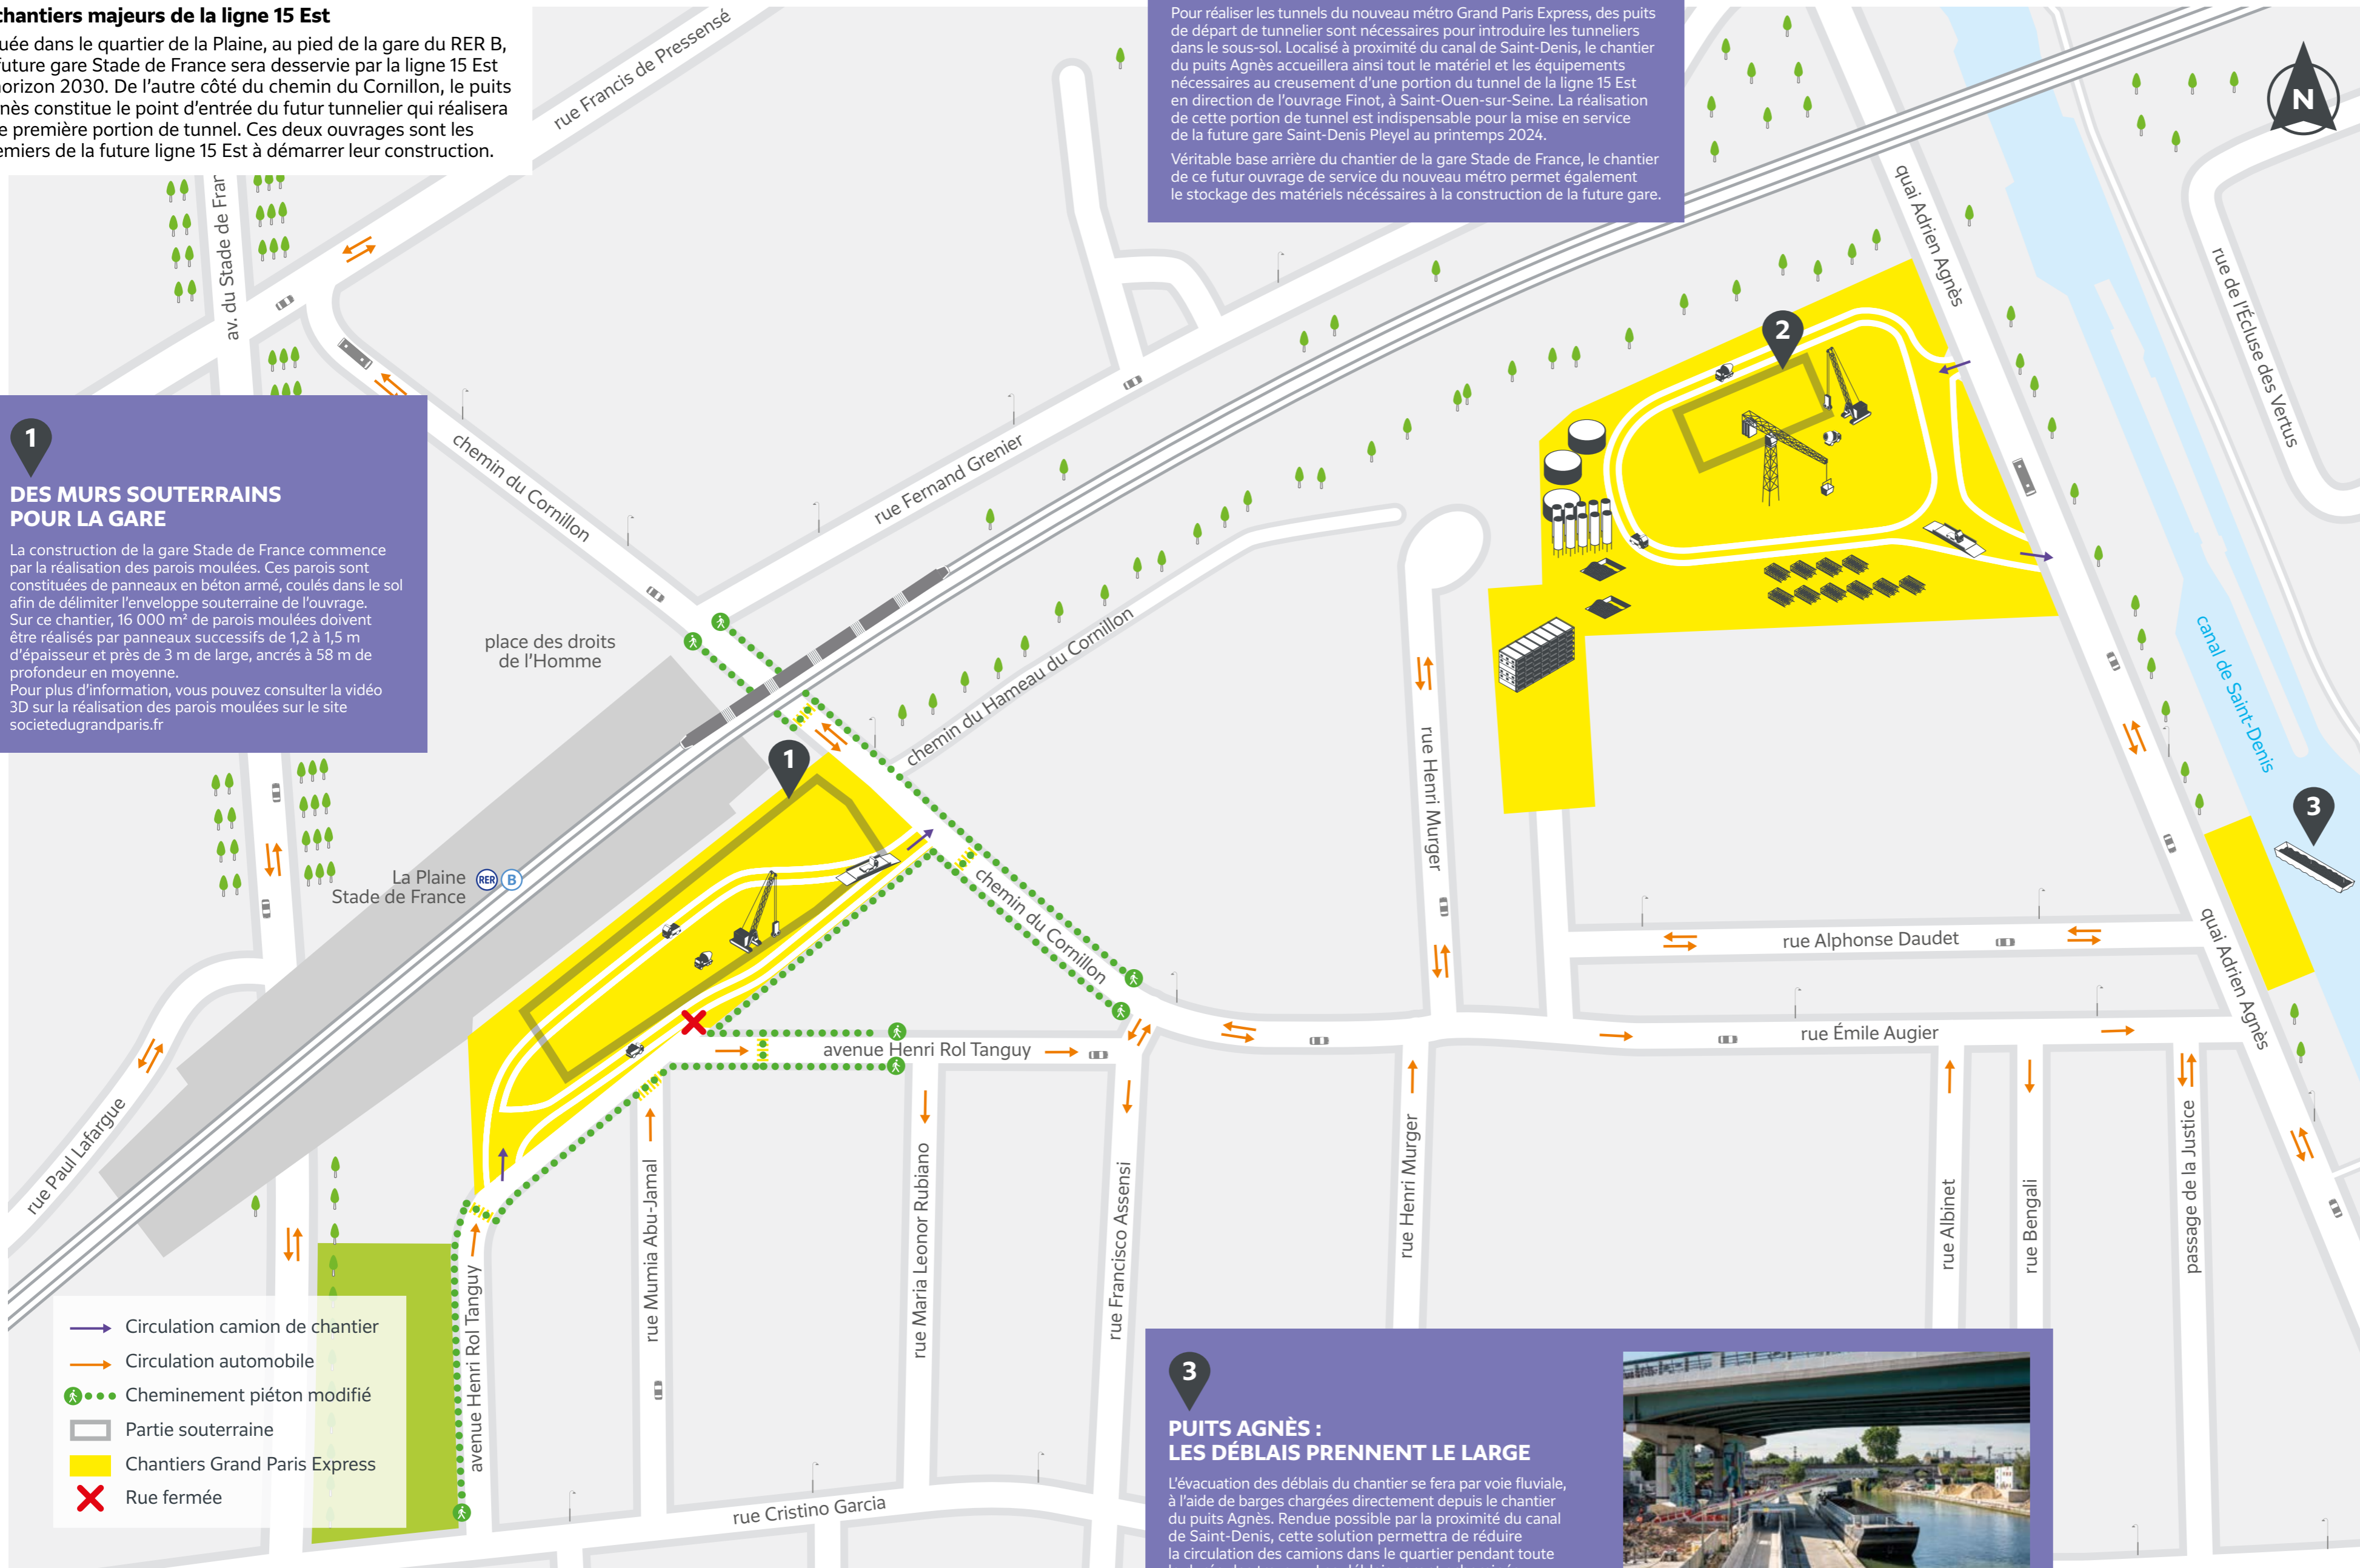 chantiers majeurs de la ligne 15 Est
uée dans le quartier de la Plaine, au pied de la gare du RER B,
future gare Stade de France sera desservie par la ligne 15 Est
horizon 2030. De l'autre côté du chemin du Cornillon, le puits
nès constitue le point d'entrée du futur tunnelier qui réalisera
e première portion de tunnel. Ces deux ouvrages sont les
emiers de la future ligne 15 Est à démarrer leur construction.
Pour réaliser les tunnels du nouveau métro Grand Paris Express, des puits
de départ de tunnelier sont nécessaires pour introduire les tunneliers
dans le sous-sol. Localisé à proximité du canal de Saint-Denis, le chantier
du puits Agnès accueillera ainsi tout le matériel et les équipements
nécessaires au creusement d'une portion du tunnel de la ligne 15 Est
en direction de l'ouvrage Finot, à Saint-Ouen-sur-Seine. La réalisation
de cette portion de tunnel est indispensable pour la mise en service
de la future gare Saint-Denis Pleyel au printemps 2024.
Véritable base arrière du chantier de la gare Stade de France, le chantier
de ce futur ouvrage de service du nouveau métro permet également
le stockage des matériels nécéssaires à la construction de la future gare.
N
rue Francis de Pressensé
av. du Stade de Fran
quai Adrien Agnès
rue de l'Écluse des Vertus
2
1
DES MURS SOUTERRAINS
POUR LA GARE
La construction de la gare Stade de France commence
par la réalisation des parois moulées. Ces parois sont
constituées de panneaux en béton armé, coulés dans le sol
afin de délimiter l'enveloppe souterraine de l'ouvrage.
Sur ce chantier, 16 000 m² de parois moulées doivent
être réalisés par panneaux successifs de 1,2 à 1,5 m
d'épaisseur et près de 3 m de large, ancrés à 58 m de
profondeur en moyenne.
Pour plus d'information, vous pouvez consulter la vidéo
3D sur la réalisation des parois moulées sur le site
societedugrandparis.fr
chemin du Cornillon
rue Fernand Grenier
place des droits
de l'Homme
chemin du Hameau du Cornillon
canal de Saint-Denis
1
rue Henri Murger
3
La Plaine
Stade de France
RER B
chemin du Cornillon
rue Alphonse Daudet
quai Adrien Agnès
avenue Henri Rol Tanguy
rue Émile Augier
rue Paul Lafargue
rue Mumia Abu-Jamal
rue Maria Leonor Rubiano
rue Francisco Assensi
rue Henri Murger
rue Albinet
rue Bengali
passage de la Justice
avenue Henri Rol Tanguy
rue Cristino Garcia
Circulation camion de chantier
Circulation automobile
Cheminement piéton modifié
Partie souterraine
Chantiers Grand Paris Express
Rue fermée
3
PUITS AGNÈS :
LES DÉBLAIS PRENNENT LE LARGE
L'évacuation des déblais du chantier se fera par voie fluviale,
à l'aide de barges chargées directement depuis le chantier
du puits Agnès. Rendue possible par la proximité du canal
de Saint-Denis, cette solution permettra de réduire
la circulation des camions dans le quartier pendant toute